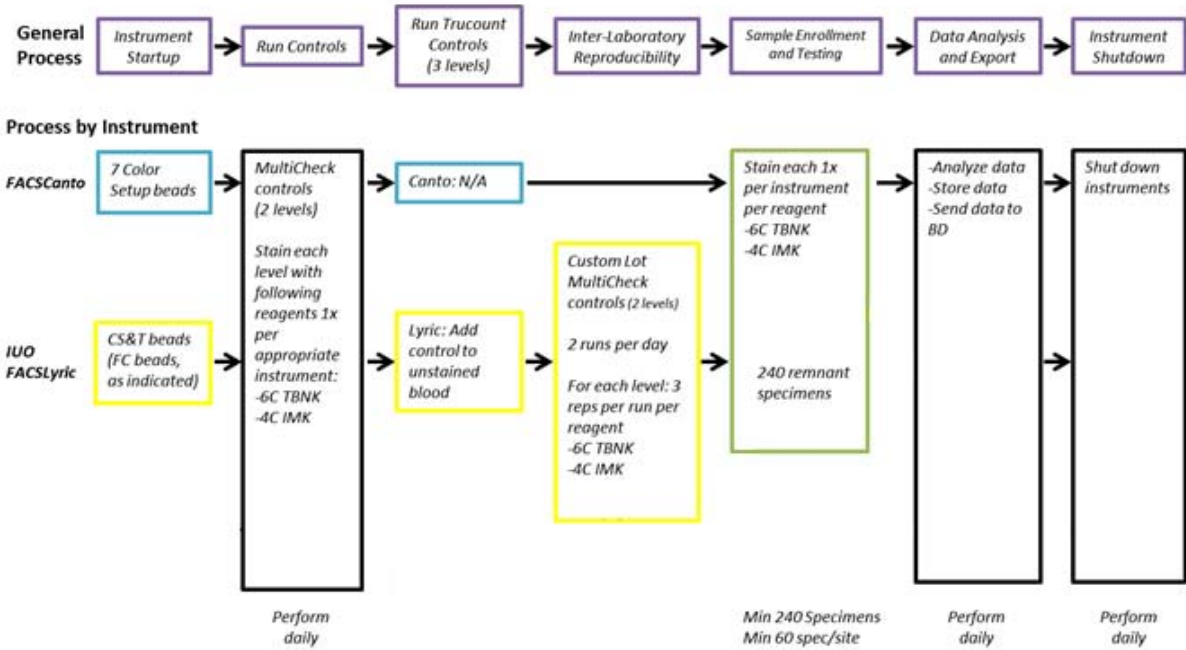 General
Process
Instrument
Startup
Run Controls
Run Trucount
Controls
(3 levels)
Inter-Laboratory
Reproducibility
Sample Enrollment
and Testing
Data Analysis
and Export
Instrument
Shutdown
Process by Instrument
FACSCanto
7 Color
Setup beads
MultiCheck
controls
(2 levels)
Stain each
level with
following
reagents 1x
per
appropriate
instrument:
-6C TBNK
-4C IMK
Canto: N/A
Stain each 1x
per instrument
per reagent
-6C TBNK
-4C IMK
240 remnant
specimens
-Analyze data
-Store data
-Send data to
BD
Shut down
instruments
IUO
FACSLyric
CS&T beads
(FC beads,
as indicated)
Lyric: Add
control to
unstained
blood
Custom Lot
MultiCheck
controls (2 levels)
2 runs per day
For each level: 3
reps per run per
reagent
-6C TBNK
-4C IMK
Perform
daily
Min 240 Specimens
Min 60 spec/site
Perform
daily
Perform
daily